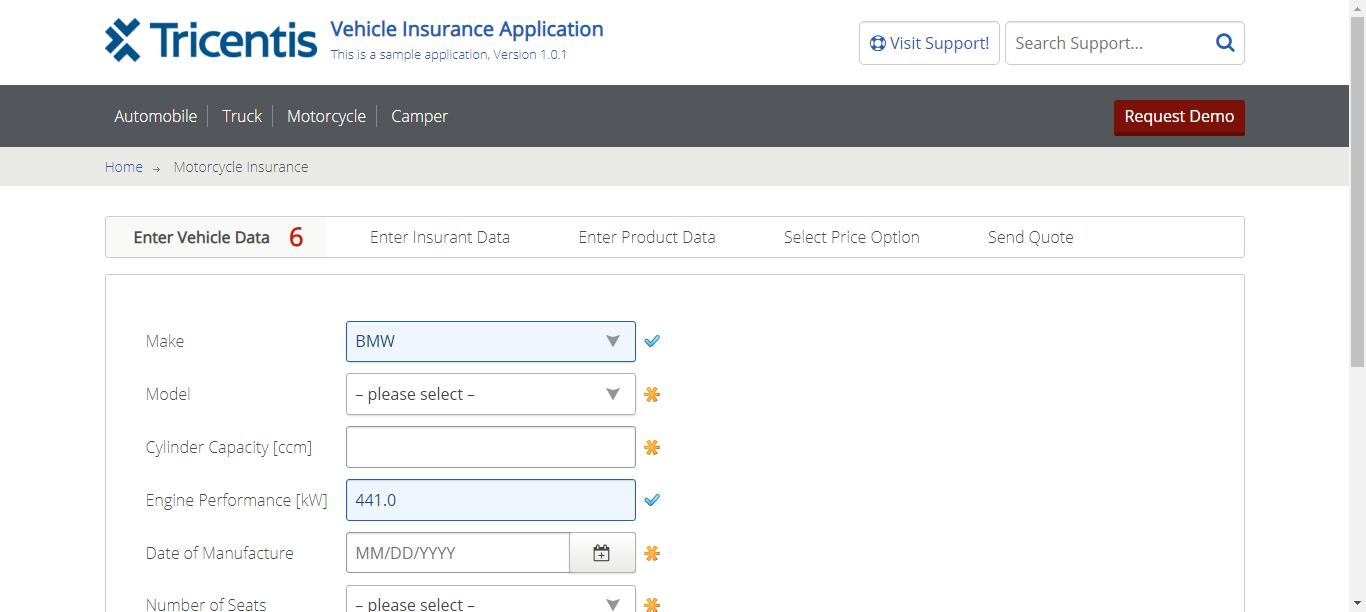 Tricentis
Vehicle Insurance Application
This is a sample application, Version 1.0.1
Visit Support!
Search Support...
Automobile Truck Motorcycle Camper
Request Demo
Home → Motorcycle Insurance
Enter Vehicle Data 6 Enter Insurant Data Enter Product Data Select Price Option Send Quote
Make BMW
Model – please select –
Cylinder Capacity [ccm]
Engine Performance [kW] 441.0
Date of Manufacture MM/DD/YYYY
Number of Seats – please select –